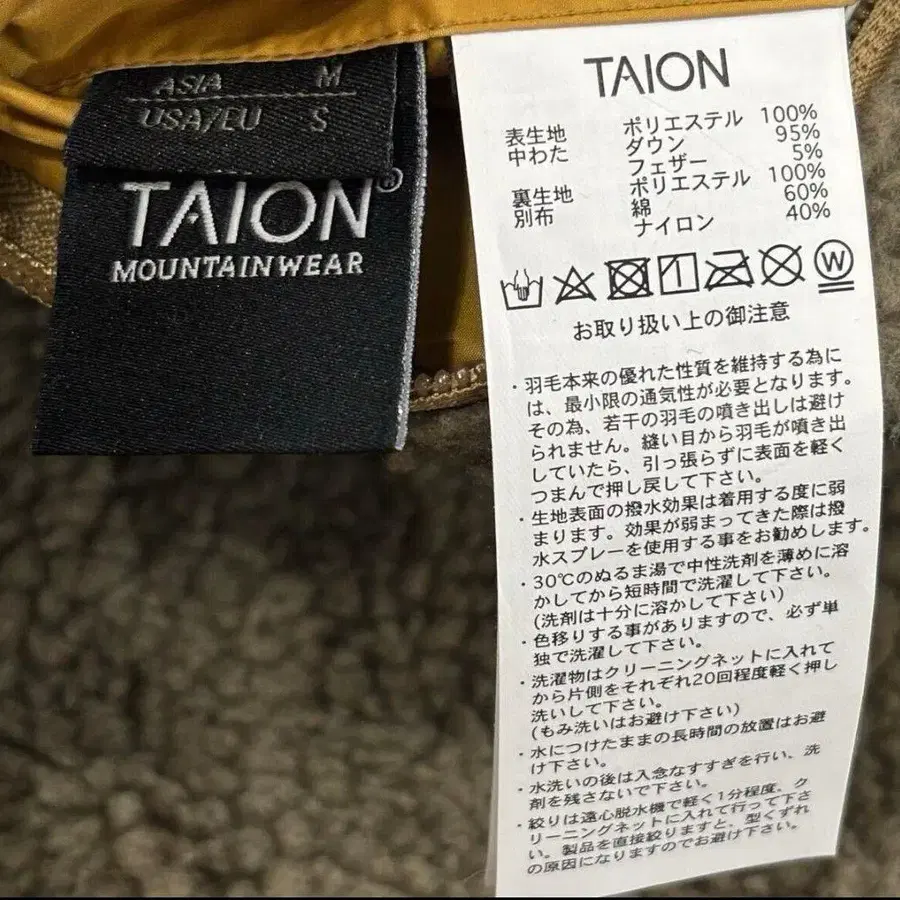 ASIA M
USA/EU S
TAION®
MOUNTAINWEAR
TAION
表生地 ポリエステル 100%
中わた ダウン 95%
フェザー 5%
裏生地 ポリエステル 100%
別布 綿 60%
ナイロン 40%
W
お取り扱い上の御注意
・羽毛本来の優れた性質を維持する為に
は、最小限の通気性が必要となります。
その為、若干の羽毛の噴き出しは避け
られません。縫い目から羽毛が噴き出
していたら、引っ張らずに表面を軽く
つまんで押し戻して下さい。
・生地表面の撥水効果は着用する度に弱
まります。効果が弱まってきた際は撥
水スプレーを使用する事をお勧めします。
・30℃のぬるま湯で中性洗剤を薄めに溶
かしてから短時間で洗濯して下さい。
(洗剤は十分に溶かして下さい)
・色移りする事がありますので、必ず単
独で洗濯して下さい。
・洗濯物はクリーニングネットに入れて
から片側をそれぞれ20回程度軽く押し
洗いして下さい。
(もみ洗いはお避け下さい)
・水につけたままの長時間の放置はお避
け下さい。
・水洗いの後は入念なすすぎを行い、洗
剤を残さないで下さい。
・絞りは遠心脱水機で軽く1分程度、ク
リーニングネットに入れて行って下さ
い。製品を直接絞りますと、型くずれ
の原因になりますのでお避け下さい。